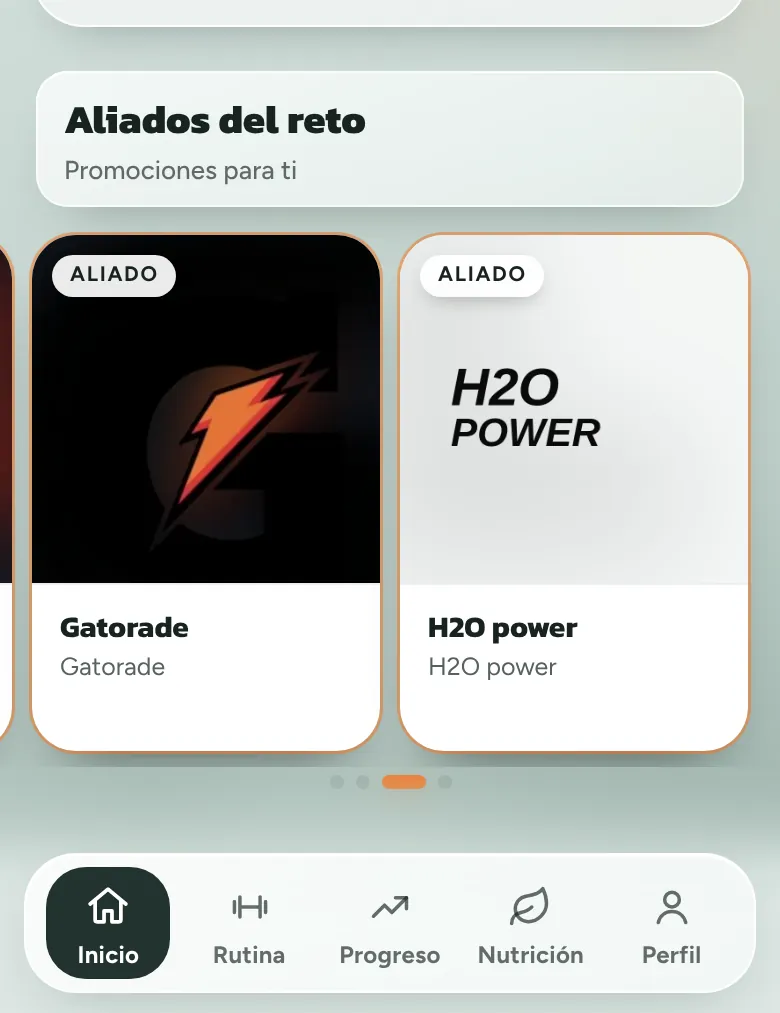 Aliados del reto
Promociones para ti
ALIADO
Gatorade
Gatorade
ALIADO
H2O
POWER
H2O power
H2O power
Inicio
Rutina
Progreso
Nutrición
Perfil